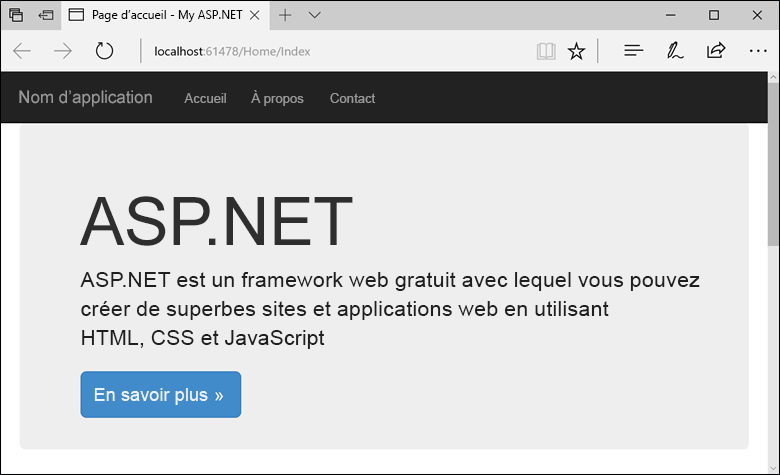 Page d’accueil - My ASP.NET
localhost:61478/Home/Index
Nom d’application Accueil À propos Contact
ASP.NET
ASP.NET est un framework web gratuit avec lequel vous pouvez
créer de superbes sites et applications web en utilisant
HTML, CSS et JavaScript
En savoir plus »